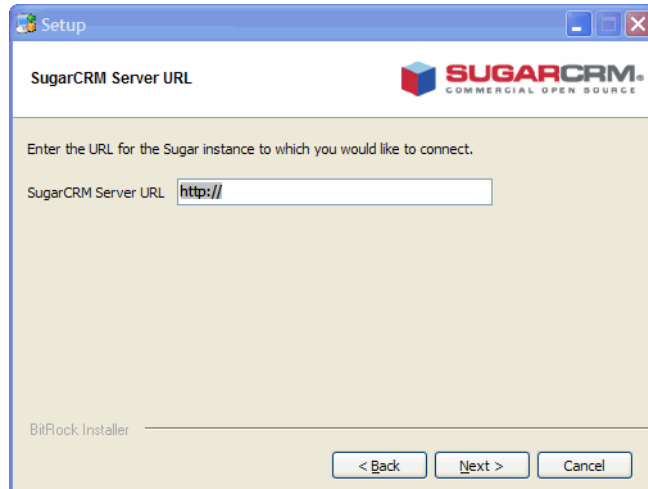 Setup
SugarCRM Server URL
SUGARCRM®
COMMERCIAL OPEN SOURCE
Enter the URL for the Sugar instance to which you would like to connect.
SugarCRM Server URL http://
BitRock Installer
< Back Next > Cancel